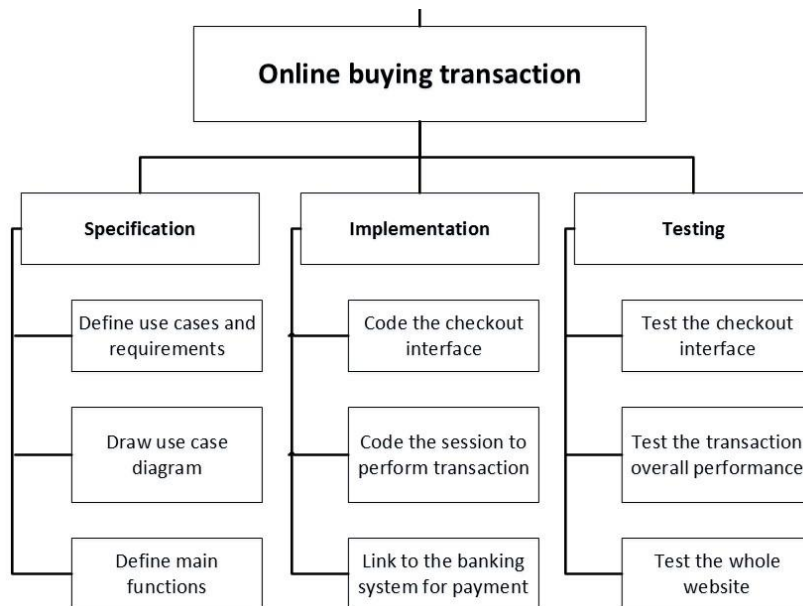 Online buying transaction
Specification
Implementation
Testing
Define use cases and
requirements
Code the checkout
interface
Test the checkout
interface
Draw use case
diagram
Code the session to
perform transaction
Test the transaction
overall performance
Define main
functions
Link to the banking
system for payment
Test the whole
website